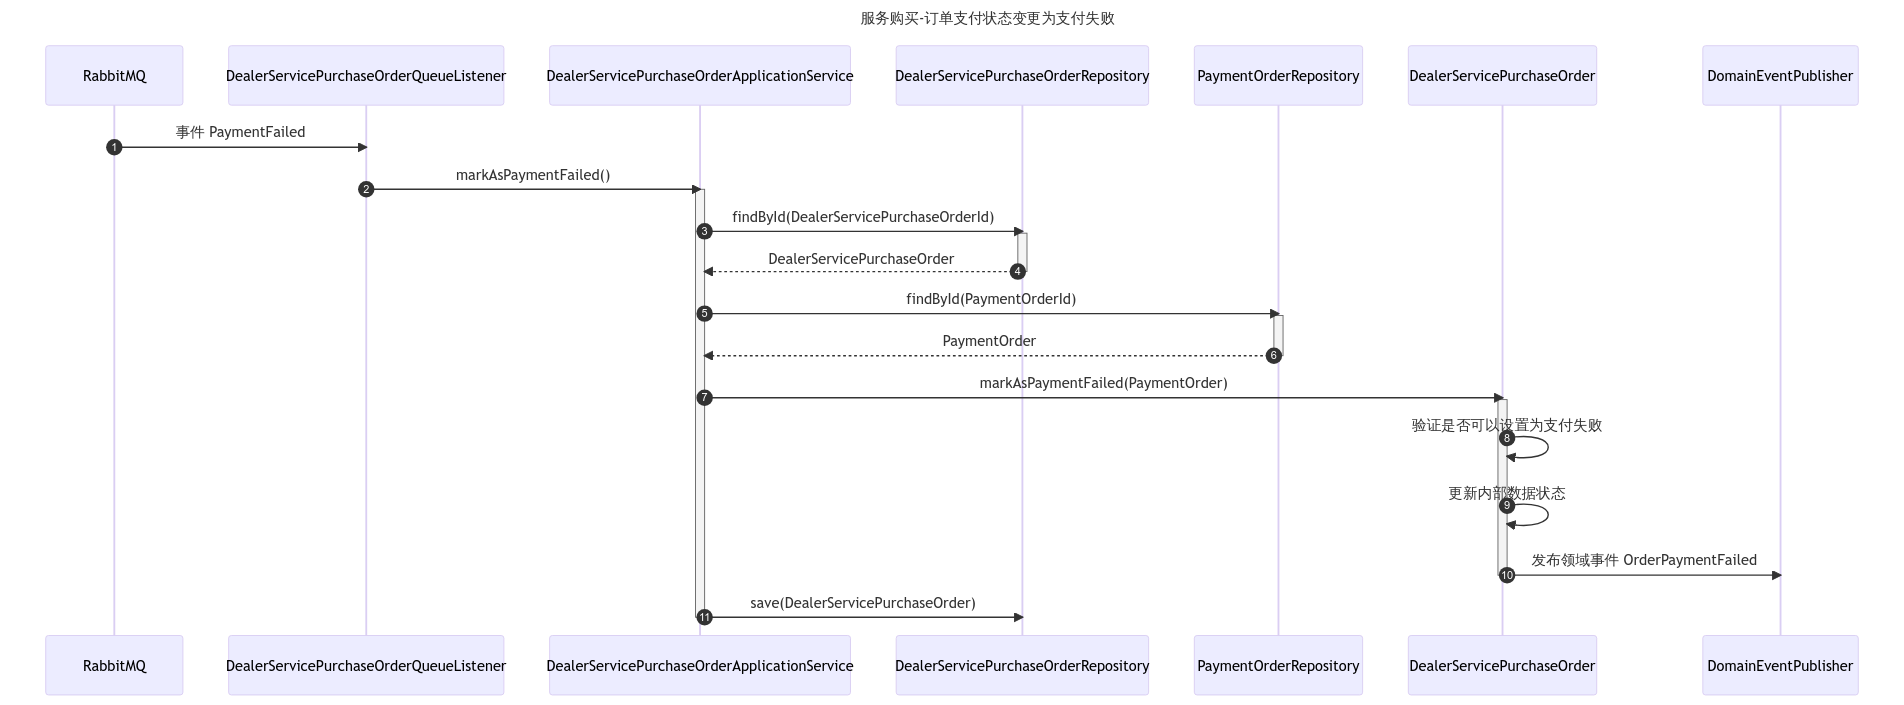 服务购买-订单支付状态变更为支付失败
RabbitMQ
DealerServicePurchaseOrderQueueListener
DealerServicePurchaseOrderApplicationService
DealerServicePurchaseOrderRepository
PaymentOrderRepository
DealerServicePurchaseOrder
DomainEventPublisher
事件 PaymentFailed
1
markAsPaymentFailed()
2
findById(DealerServicePurchaseOrderId)
3
DealerServicePurchaseOrder
4
findById(PaymentOrderId)
5
PaymentOrder
6
markAsPaymentFailed(PaymentOrder)
7
验证是否可以设置为支付失败
8
更新内部数据状态
9
发布领域事件 OrderPaymentFailed
10
save(DealerServicePurchaseOrder)
11
RabbitMQ
DealerServicePurchaseOrderQueueListener
DealerServicePurchaseOrderApplicationService
DealerServicePurchaseOrderRepository
PaymentOrderRepository
DealerServicePurchaseOrder
DomainEventPublisher